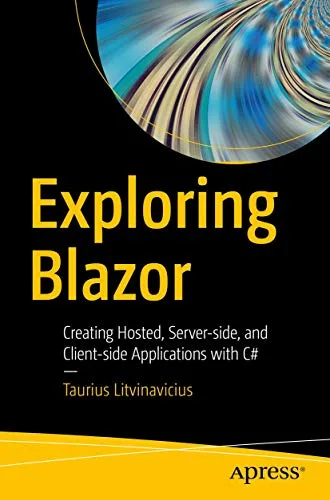 Exploring
Blazor
Creating Hosted, Server-side, and
Client-side Applications with C#
Taurius Litvinavicius
Apress®